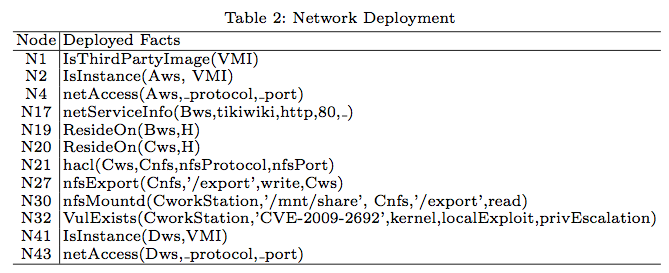 Table 2: Network Deployment
Node Deployed Facts
N1 IsThirdPartyImage(VMI)
N2 IsInstance(Aws, VMI)
N4 netAccess(Aws,_protocol,_port)
N17 netServiceInfo(Bws,tikiwiki,http,80,_)
N19 ResideOn(Bws,H)
N20 ResideOn(Cws,H)
N21 hacl(Cws,Cnfs,nfsProtocol,nfsPort)
N27 nfsExport(Cnfs,'/export',write,Cws)
N30 nfsMountd(CworkStation,'/mnt/share', Cnfs,'/export',read)
N32 VulExists(CworkStation,'CVE-2009-2692',kernel,localExploit,privEscalation)
N41 IsInstance(Dws,VMI)
N43 netAccess(Dws,_protocol,_port)